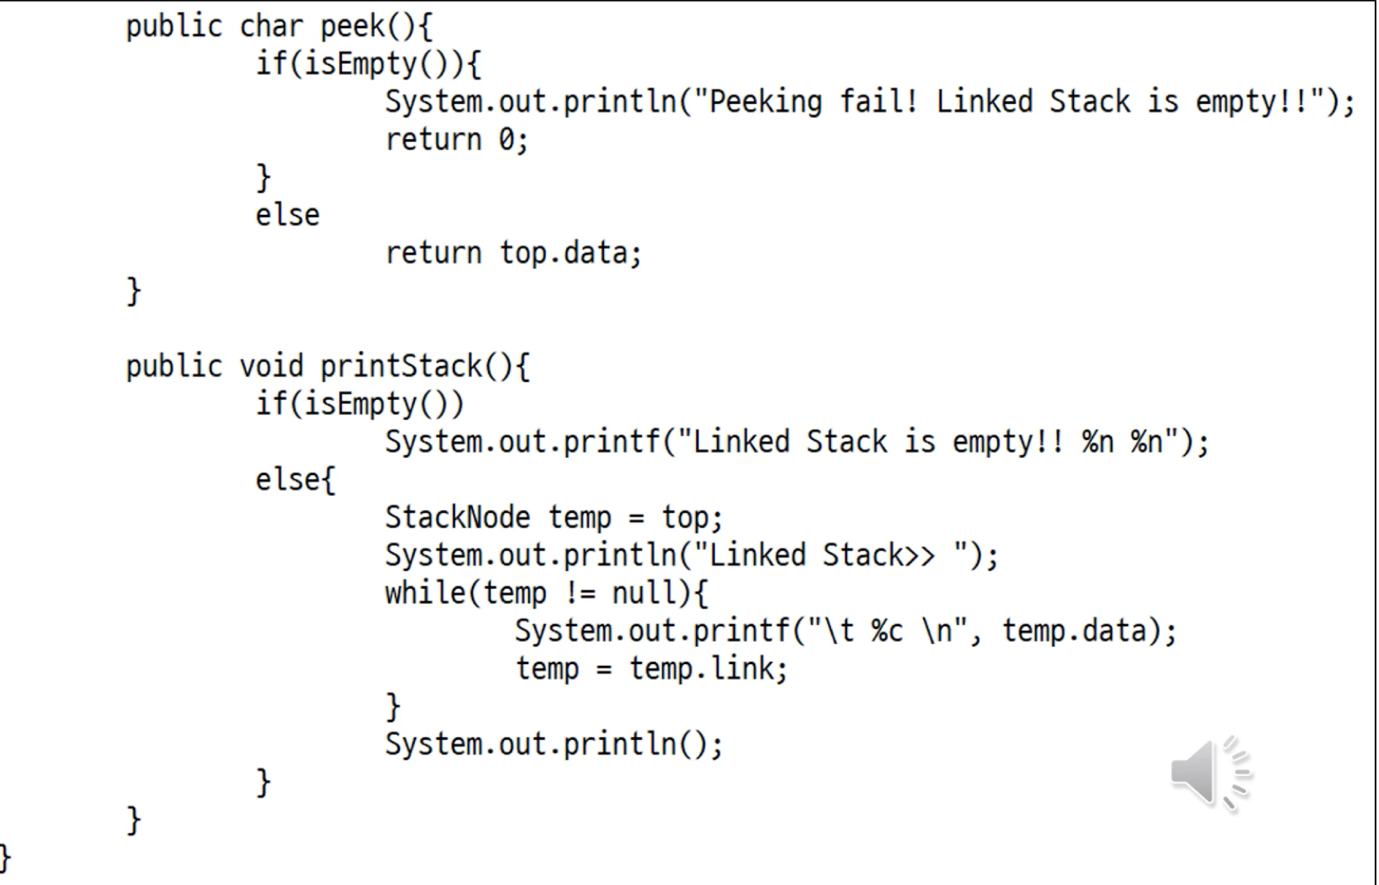 public char peek(){
if(isEmpty()){
System.out.println("Peeking fail! Linked Stack is empty!!");
return 0;
}
else
return top.data;
}
public void printStack(){
if(isEmpty())
System.out.printf("Linked Stack is empty!! %n %n");
else{
StackNode temp = top;
System.out.println("Linked Stack>> ");
while(temp != null){
System.out.printf("\t %c \n", temp.data);
temp = temp.link;
}
System.out.println();
}
}
}